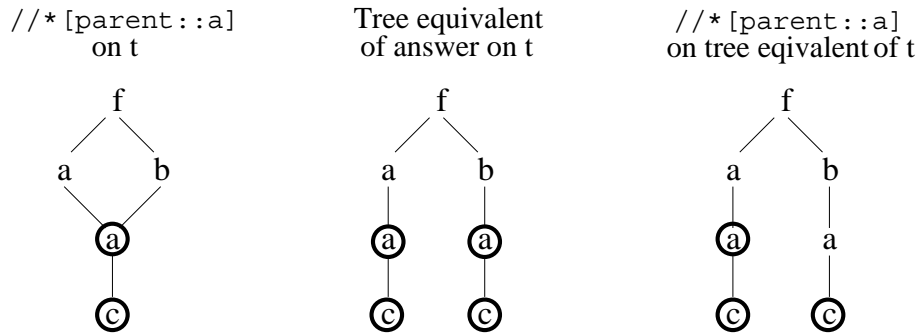 //*[parent::a]
on t
f
a b
a
c
Tree equivalent
of answer on t
f
a b
a a
c c
//*[parent::a]
on tree eqivalent of t
f
a b
a a
c c